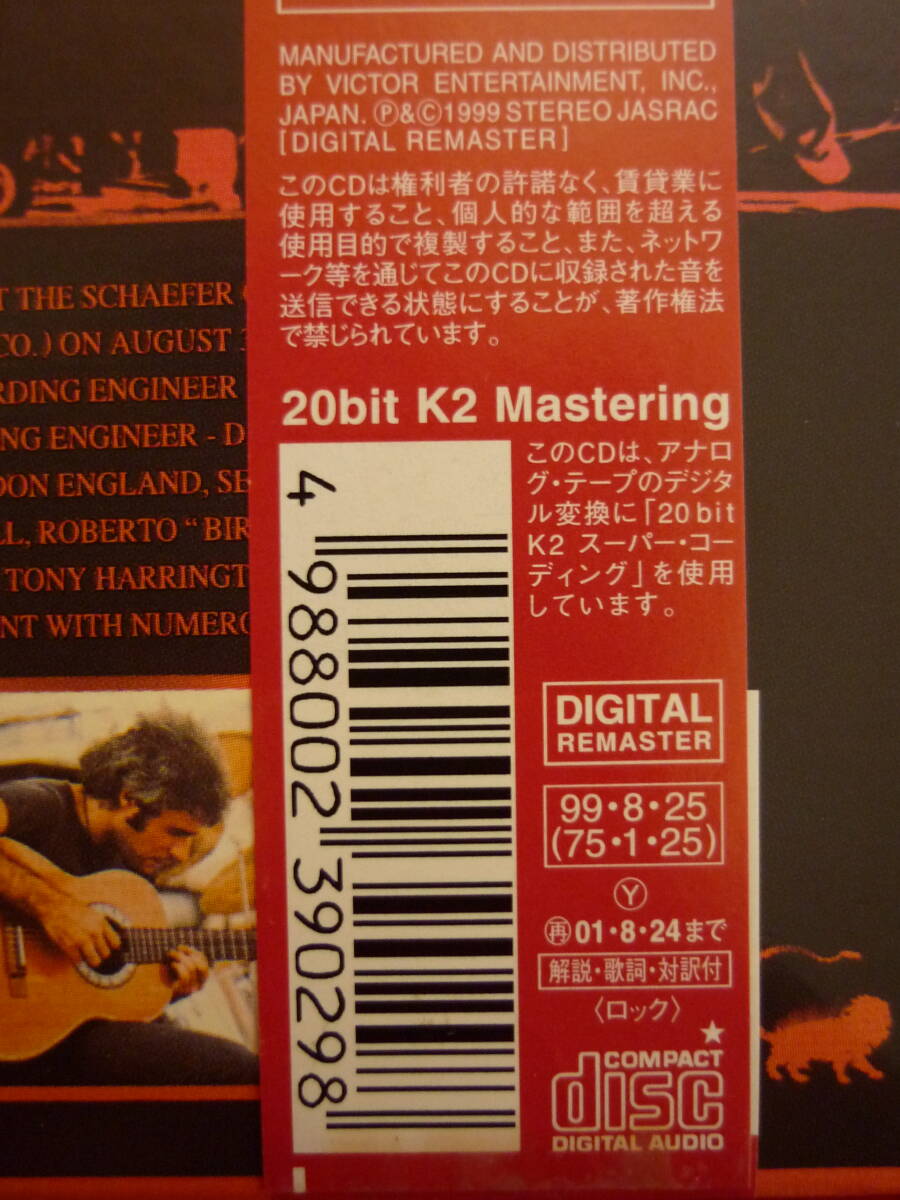 MANUFACTURED AND DISTRIBUTED
BY VICTOR ENTERTAINMENT, INC.,
JAPAN. Ⓟ&Ⓒ1999 STEREO JASRAC
[DIGITAL REMASTER]
このCDは権利者の許諾なく、賃貸業に
使用すること、個人的な範囲を超える
使用目的で複製すること、また、ネットワ
ーク等を通じてこのCDに収録された音を
送信できる状態にすることが、著作権法
で禁じられています。
T THE SCHAEFER
CO.) ON AUGUST 3
RDING ENGINEER
NG ENGINEER - D
DON ENGLAND, SE
LL, ROBERTO “ BIR
TONY HARRINGT
ENT WITH NUMERO
20bit K2 Mastering
このCDは、アナロ
グ・テープのデジタ
ル変換に「20bit
K2 スーパー・コー
ディング」を使用
しています。
4 988002 390298
DIGITAL
REMASTER
99・8・25
(75・1・25)
Ⓨ
㊢01・8・24まで
解説・歌詞・対訳付
〈ロック〉
★
COMPACT
disc
DIGITAL AUDIO